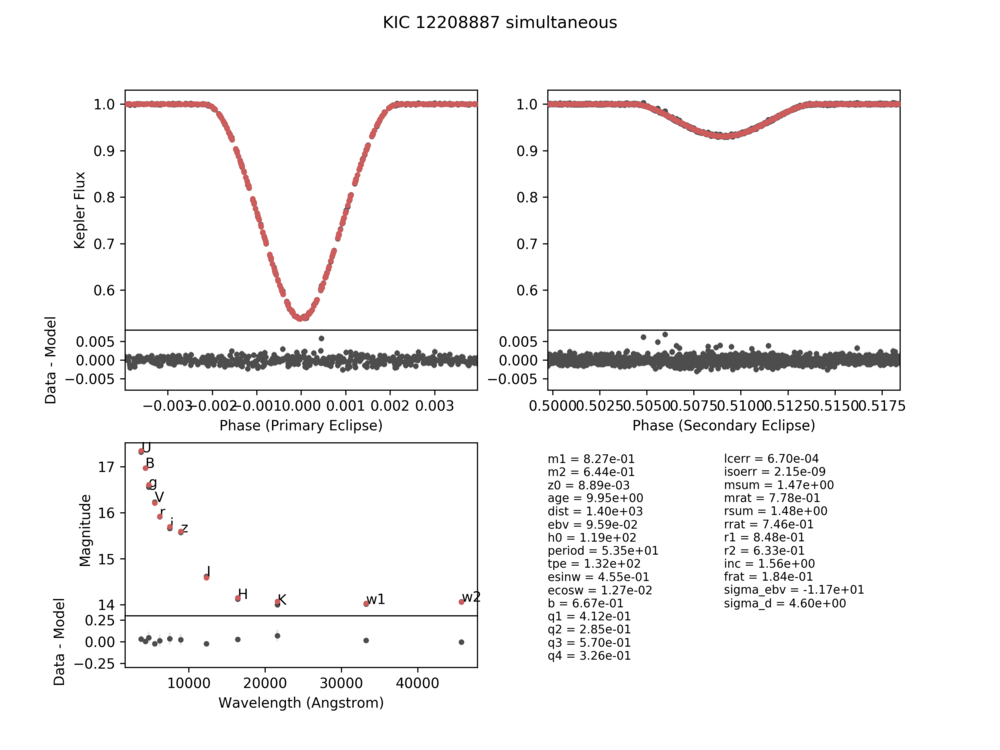 KIC 12208887 simultaneous
1.0
0.9
0.8
0.7
0.6
Kepler Flux
0.005
0.000
−0.005
Data - Model
−0.003 −0.002 −0.001 0.000 0.001 0.002 0.003
Phase (Primary Eclipse)
1.0
0.9
0.8
0.7
0.6
0.005
0.000
−0.005
0.5000 0.5025 0.5050 0.5075 0.5100 0.5125 0.5150 0.5175
Phase (Secondary Eclipse)
17
16
15
14
Magnitude
U
B
g
V
r
i
z
J
H
K
w1
w2
0.25
0.00
−0.25
Data - Model
10000 20000 30000 40000
Wavelength (Angstrom)
m1 = 8.27e-01
m2 = 6.44e-01
z0 = 8.89e-03
age = 9.95e+00
dist = 1.40e+03
ebv = 9.59e-02
h0 = 1.19e+02
period = 5.35e+01
tpe = 1.32e+02
esinw = 4.55e-01
ecosw = 1.27e-02
b = 6.67e-01
q1 = 4.12e-01
q2 = 2.85e-01
q3 = 5.70e-01
q4 = 3.26e-01
lcerr = 6.70e-04
isoerr = 2.15e-09
msum = 1.47e+00
mrat = 7.78e-01
rsum = 1.48e+00
rrat = 7.46e-01
r1 = 8.48e-01
r2 = 6.33e-01
inc = 1.56e+00
frat = 1.84e-01
sigma_ebv = -1.17e+01
sigma_d = 4.60e+00